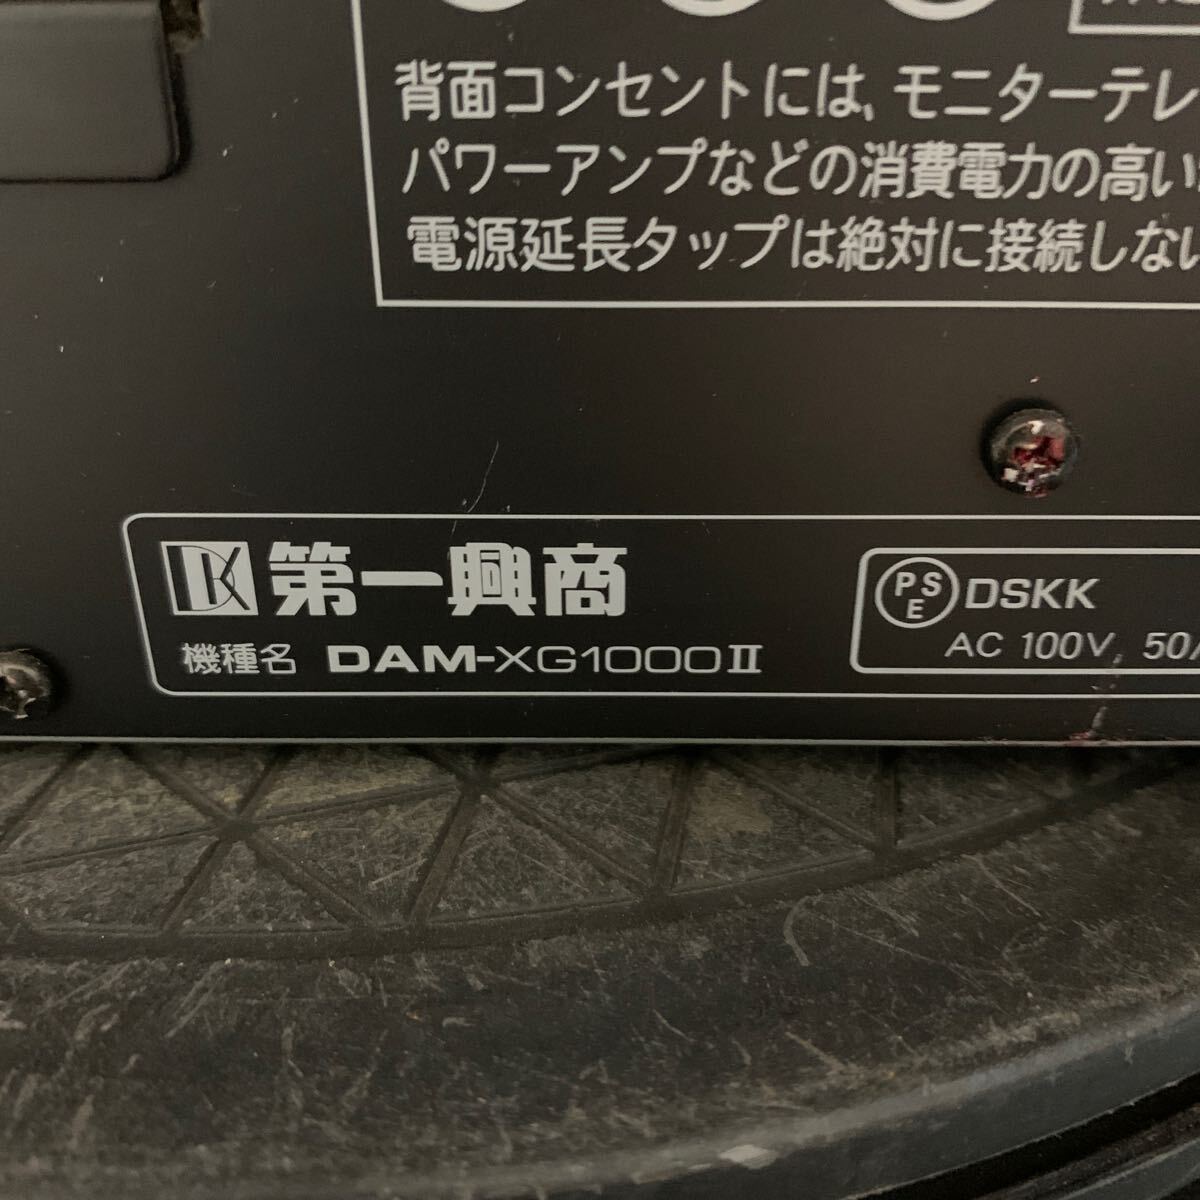 背面コンセントには、モニターテレ
パワーアンプなどの消費電力の高い
電源延長タップは絶対に接続しない
DK 第一興商
機種名 DAM-XG1000II
PSE DSKK
AC 100V, 50/